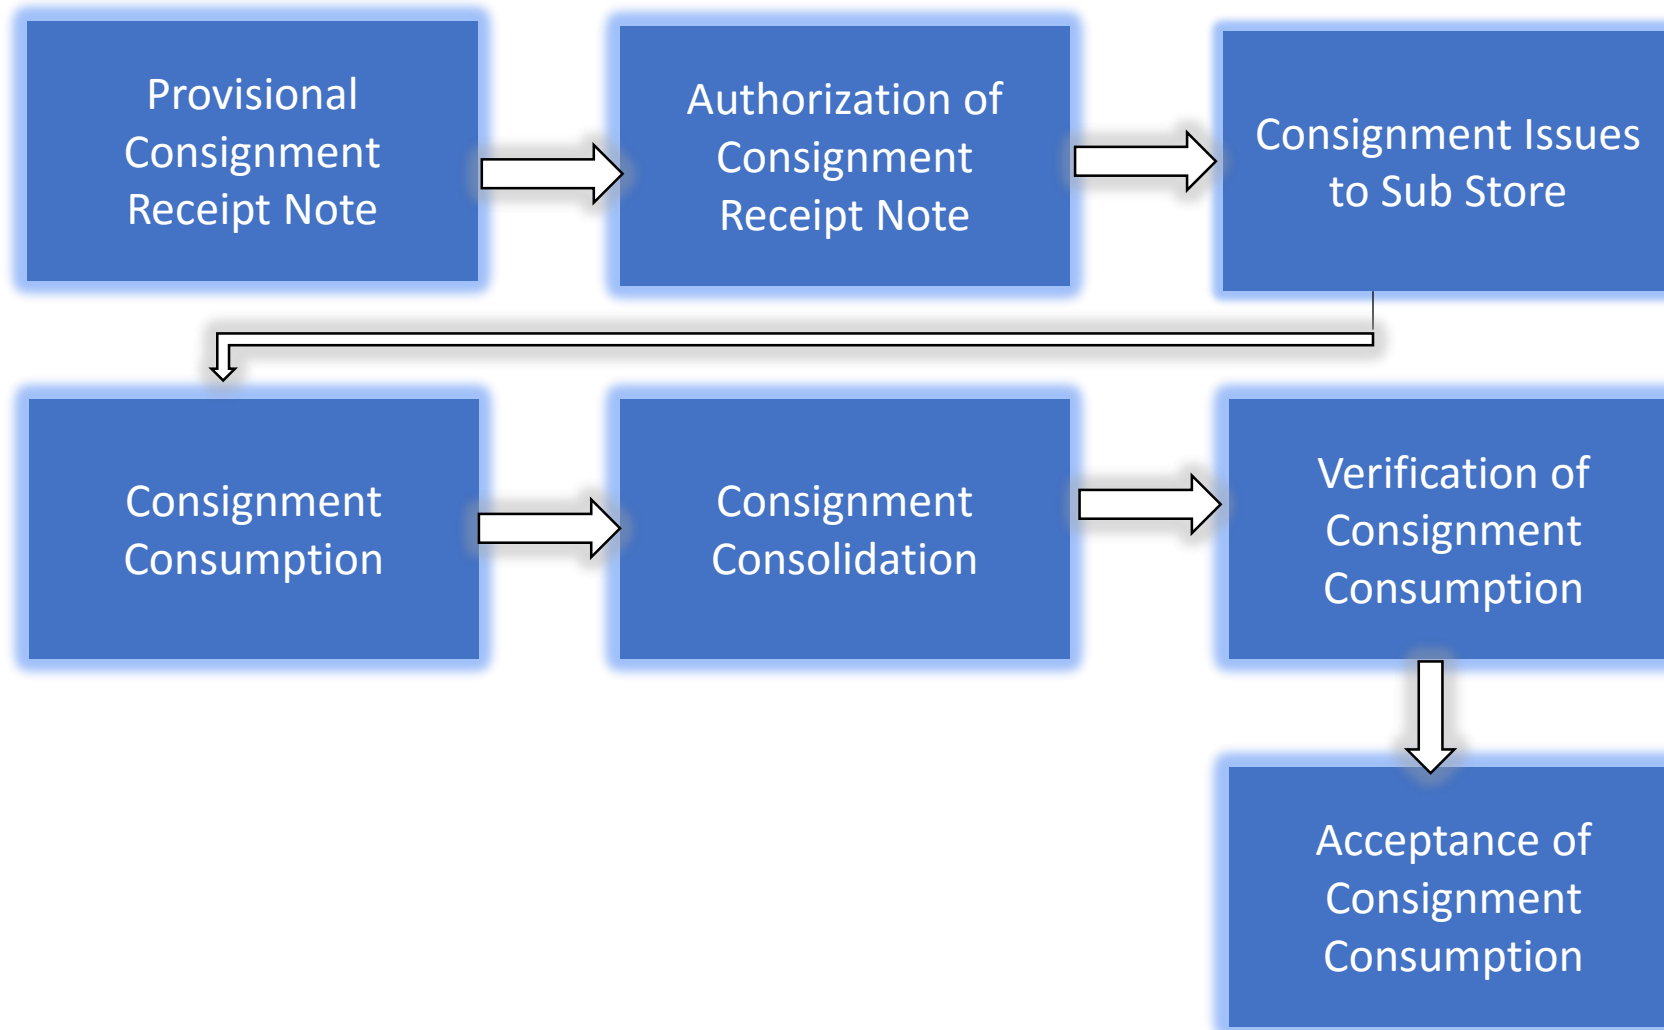 Provisional
Consignment
Receipt Note
Authorization of
Consignment
Receipt Note
Consignment Issues
to Sub Store
Consignment
Consumption
Consignment
Consolidation
Verification of
Consignment
Consumption
Acceptance of
Consignment
Consumption